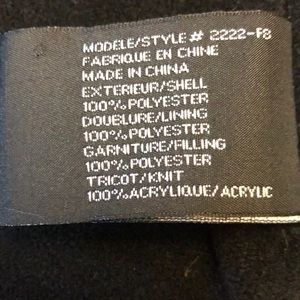 MODELE/STYLE # 2222-F8
FABRIQUE EN CHINE
MADE IN CHINA
EXTERIEUR/SHELL
100%POLYESTER
DOUBLURE/LINING
100%POLYESTER
GARNITURE/FILLING
100%POLYESTER
TRICOT/KNIT
100%ACRYLIQUE/ACRYLIC